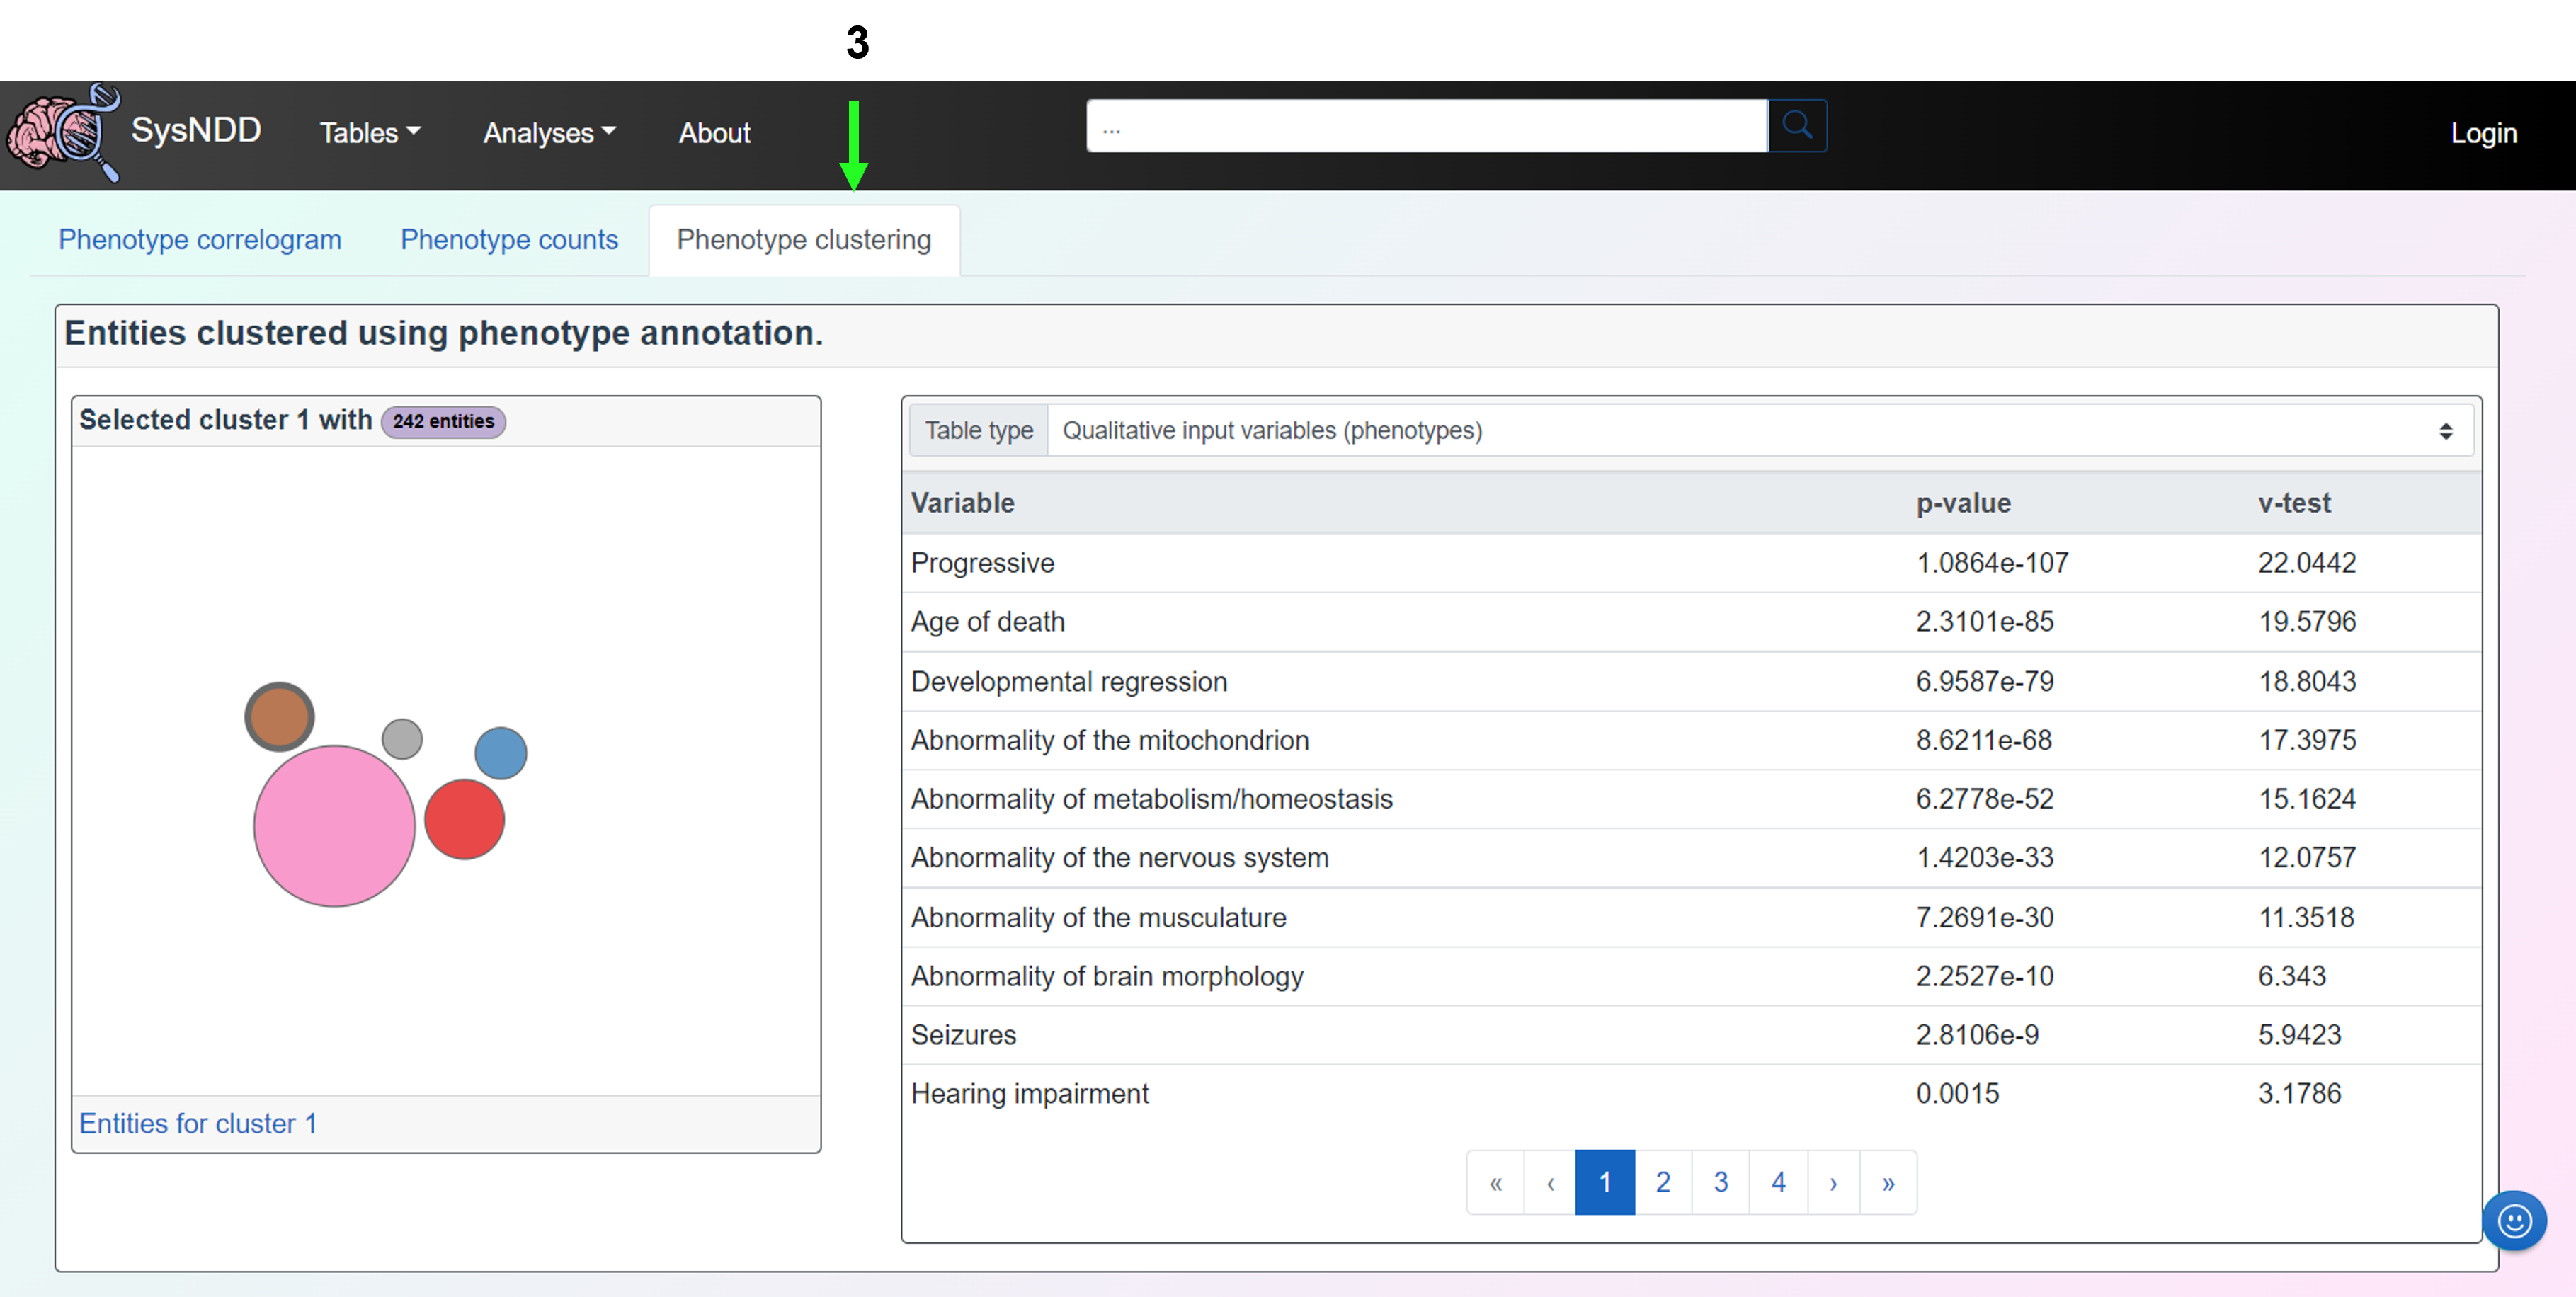 3
SysNDD Tables Analyses About ... Login
Phenotype correlogram Phenotype counts Phenotype clustering
Entities clustered using phenotype annotation.
Selected cluster 1 with 242 entities
Entities for cluster 1
Table type Qualitative input variables (phenotypes)
Variable p-value v-test
Progressive 1.0864e-107 22.0442
Age of death 2.3101e-85 19.5796
Developmental regression 6.9587e-79 18.8043
Abnormality of the mitochondrion 8.6211e-68 17.3975
Abnormality of metabolism/homeostasis 6.2778e-52 15.1624
Abnormality of the nervous system 1.4203e-33 12.0757
Abnormality of the musculature 7.2691e-30 11.3518
Abnormality of brain morphology 2.2527e-10 6.343
Seizures 2.8106e-9 5.9423
Hearing impairment 0.0015 3.1786
« ‹ 1 2 3 4 › »